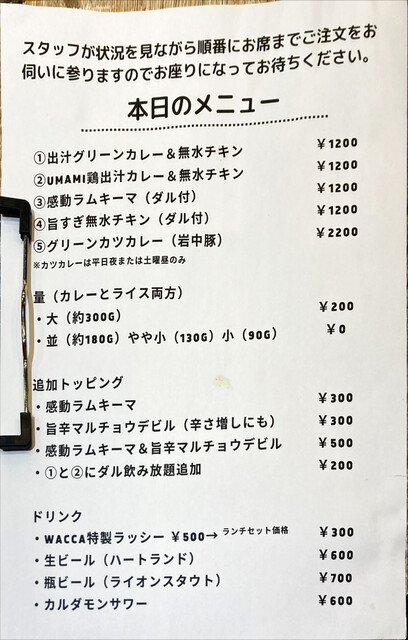 スタッフが状況を見ながら順番にお席までご注文をお
伺いに参りますのでお座りになってお待ちください。
本日のメニュー
①出汁グリーンカレー＆無水チキン ￥1200
②UMAMI鶏出汁カレー＆無水チキン ￥1200
③感動ラムキーマ（ダル付） ￥1200
④旨すぎ無水チキン（ダル付） ￥1200
⑤グリーンカツカレー（岩中豚） ￥2200
※カツカレーは平日夜または土曜昼のみ
量（カレーとライス両方）
・大（約300G） ￥200
・並（約180G）やや小（130G）小（90G） ￥0
追加トッピング
・感動ラムキーマ ￥300
・旨辛マルチョウデビル（辛さ増しにも） ￥300
・感動ラムキーマ＆旨辛マルチョウデビル ￥500
・①と②にダル飲み放題追加 ￥200
ドリンク
・WACCA特製ラッシー ￥500→ ランチセット価格 ￥300
・生ビール（ハートランド） ￥600
・瓶ビール（ライオンスタウト） ￥700
・カルダモンサワー ￥600